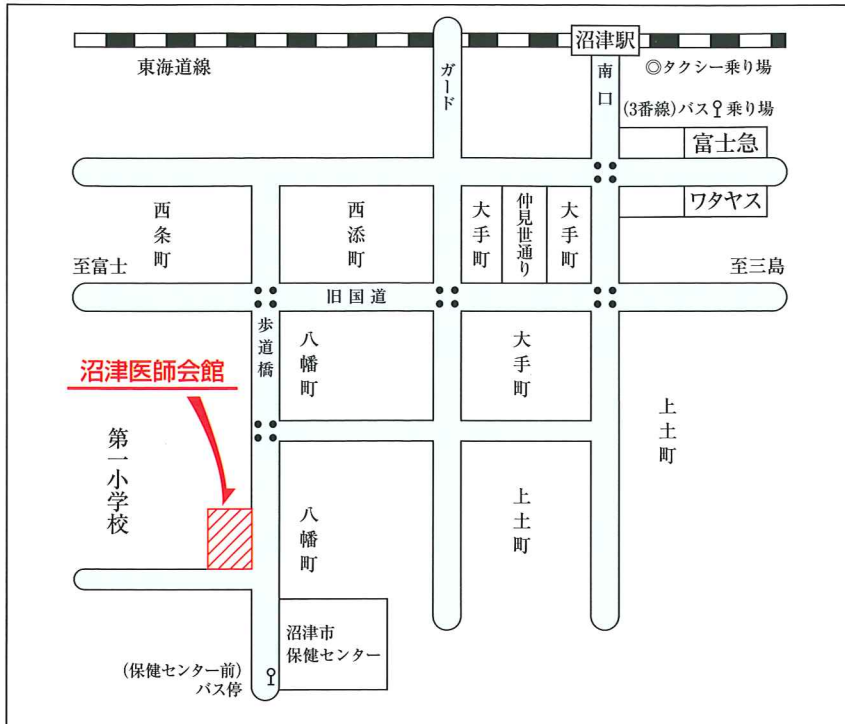 沼津駅
東海道線
ガード
南口
◎タクシー乗り場
(3番線)バス 乗り場
富士急
ワタヤス
西条町
西添町
大手町
仲見世通り
大手町
至富士
旧国道
至三島
歩道橋
八幡町
大手町
沼津医師会館
上土町
第一小学校
八幡町
上土町
沼津市
保健センター
(保健センター前)
バス停